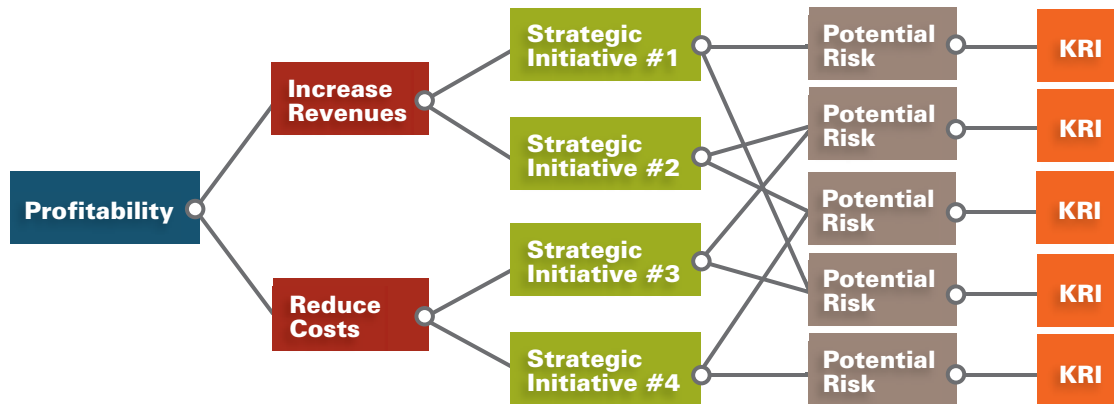 Profitability
Increase
Revenues
Reduce
Costs
Strategic
Initiative #1
Strategic
Initiative #2
Strategic
Initiative #3
Strategic
Initiative #4
Potential
Risk
Potential
Risk
Potential
Risk
Potential
Risk
Potential
Risk
KRI
KRI
KRI
KRI
KRI